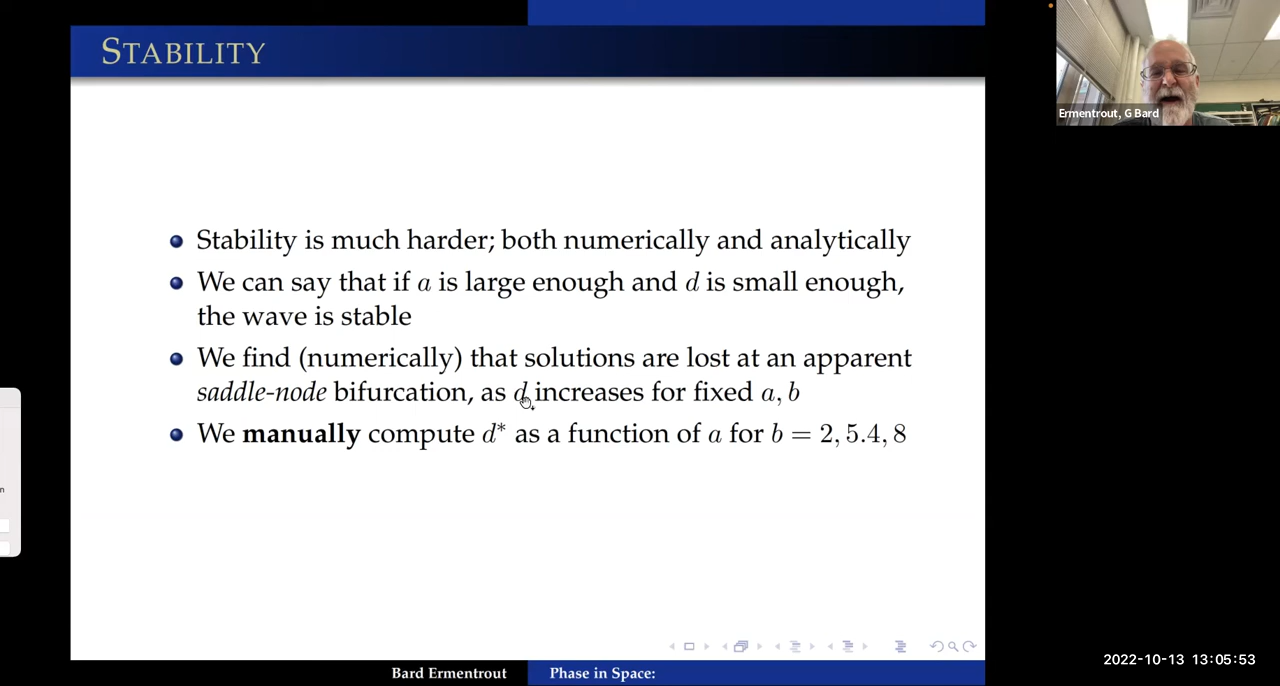 STABILITY
Ermentrout, G Bard
Stability is much harder; both numerically and analytically
We can say that if a is large enough and d is small enough,
the wave is stable
We find (numerically) that solutions are lost at an apparent
saddle-node bifurcation, as d increases for fixed a, b
We manually compute d* as a function of a for b = 2, 5.4, 8
n
Bard Ermentrout
Phase in Space:
2022-10-13 13:05:53